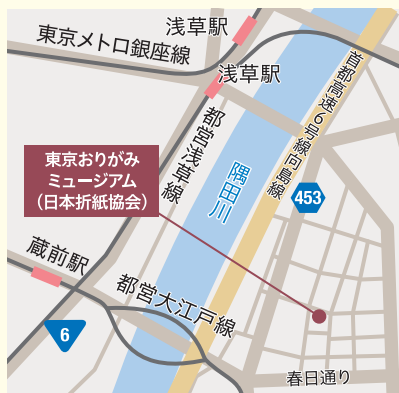 浅草駅
東京メトロ銀座線
浅草駅
首都高速6号線向島線
都営浅草線
東京おりがみ
ミュージアム
（日本折紙協会）
隅田川
453
蔵前駅
都営大江戸線
6
春日通り